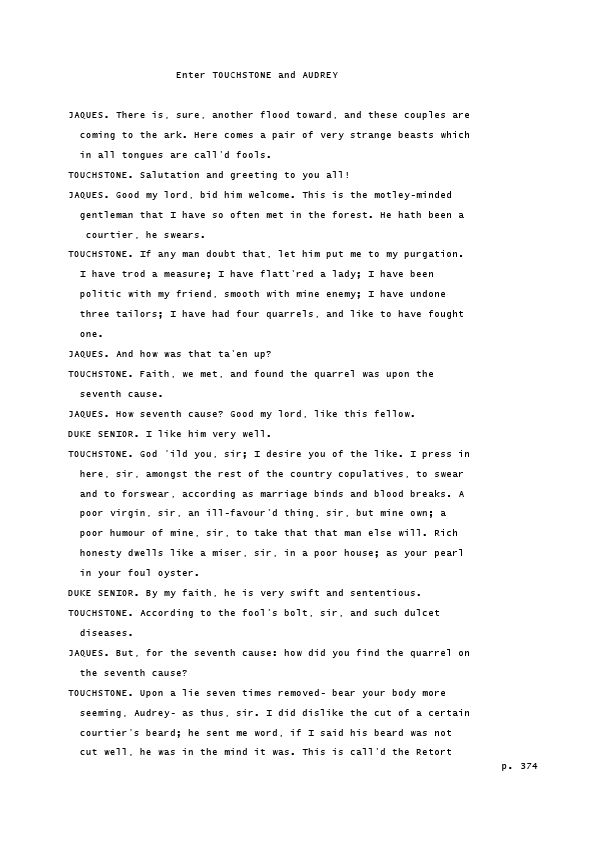 Enter TOUCHSTONE and AUDREY
JAQUES. There is, sure, another flood toward, and these couples are
coming to the ark. Here comes a pair of very strange beasts which
in all tongues are call'd fools.
TOUCHSTONE. Salutation and greeting to you all!
JAQUES. Good my lord, bid him welcome. This is the motley-minded
gentleman that I have so often met in the forest. He hath been a
courtier, he swears.
TOUCHSTONE. If any man doubt that, let him put me to my purgation.
I have trod a measure; I have flatt'red a lady; I have been
politic with my friend, smooth with mine enemy; I have undone
three tailors; I have had four quarrels, and like to have fought
one.
JAQUES. And how was that ta'en up?
TOUCHSTONE. Faith, we met, and found the quarrel was upon the
seventh cause.
JAQUES. How seventh cause? Good my lord, like this fellow.
DUKE SENIOR. I like him very well.
TOUCHSTONE. God 'ild you, sir; I desire you of the like. I press in
here, sir, amongst the rest of the country copulatives, to swear
and to forswear, according as marriage binds and blood breaks. A
poor virgin, sir, an ill-favour'd thing, sir, but mine own; a
poor humour of mine, sir, to take that that man else will. Rich
honesty dwells like a miser, sir, in a poor house; as your pearl
in your foul oyster.
DUKE SENIOR. By my faith, he is very swift and sententious.
TOUCHSTONE. According to the fool's bolt, sir, and such dulcet
diseases.
JAQUES. But, for the seventh cause: how did you find the quarrel on
the seventh cause?
TOUCHSTONE. Upon a lie seven times removed- bear your body more
seeming, Audrey- as thus, sir. I did dislike the cut of a certain
courtier's beard; he sent me word, if I said his beard was not
cut well, he was in the mind it was. This is call'd the Retort
p. 374